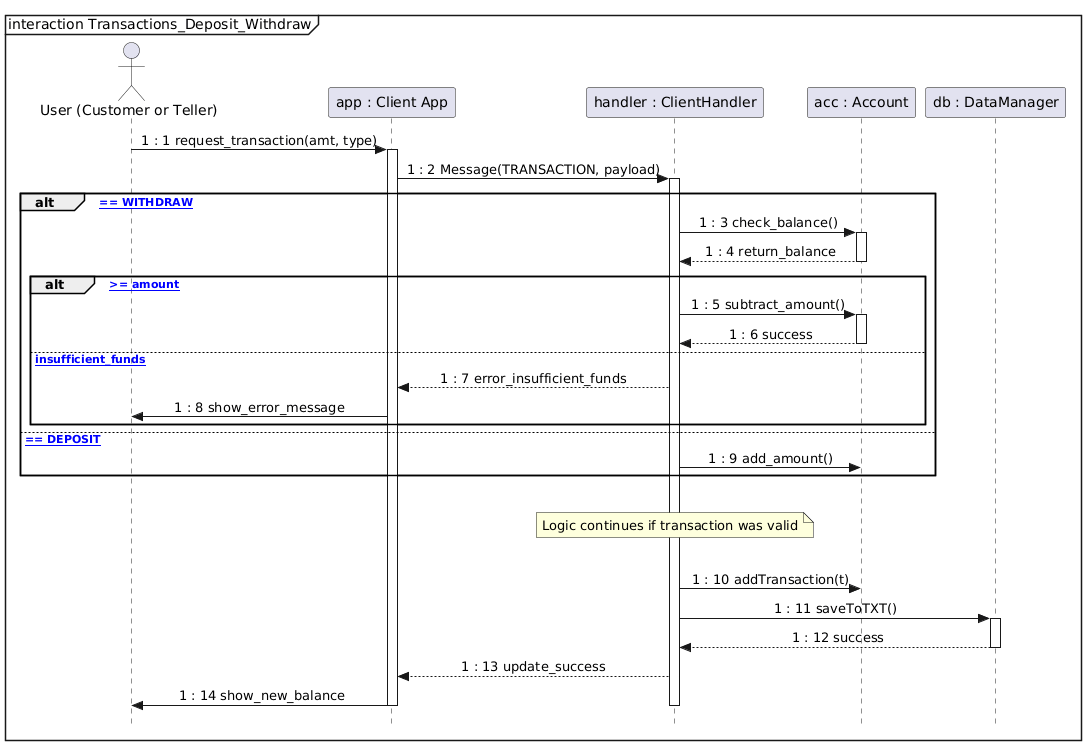 interaction Transactions_Deposit_Withdraw
User (Customer or Teller)
app : Client App
handler : ClientHandler
acc : Account
db : DataManager
1 : 1 request_transaction(amt, type)
1 : 2 Message(TRANSACTION, payload)
alt
== WITHDRAW
1 : 3 check_balance()
1 : 4 return_balance
alt
>= amount
1 : 5 subtract_amount()
1 : 6 success
insufficient_funds
1 : 7 error_insufficient_funds
1 : 8 show_error_message
== DEPOSIT
1 : 9 add_amount()
Logic continues if transaction was valid
1 : 10 addTransaction(t)
1 : 11 saveToTXT()
1 : 12 success
1 : 13 update_success
1 : 14 show_new_balance